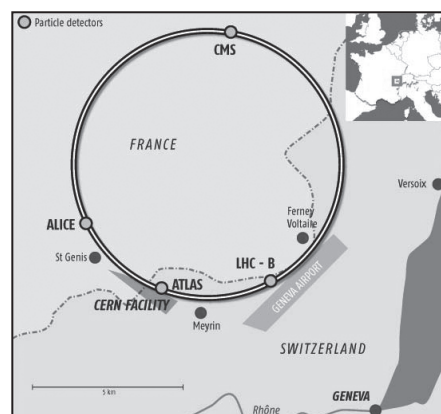 Particle detectors
CMS
FRANCE
Versoix
Ferney
Voltaire
ALICE
St Genis
LHC - B
ATLAS
CERN FACILITY
GENEVA AIRPORT
Meyrin
SWITZERLAND
5 km
GENEVA
Rhône